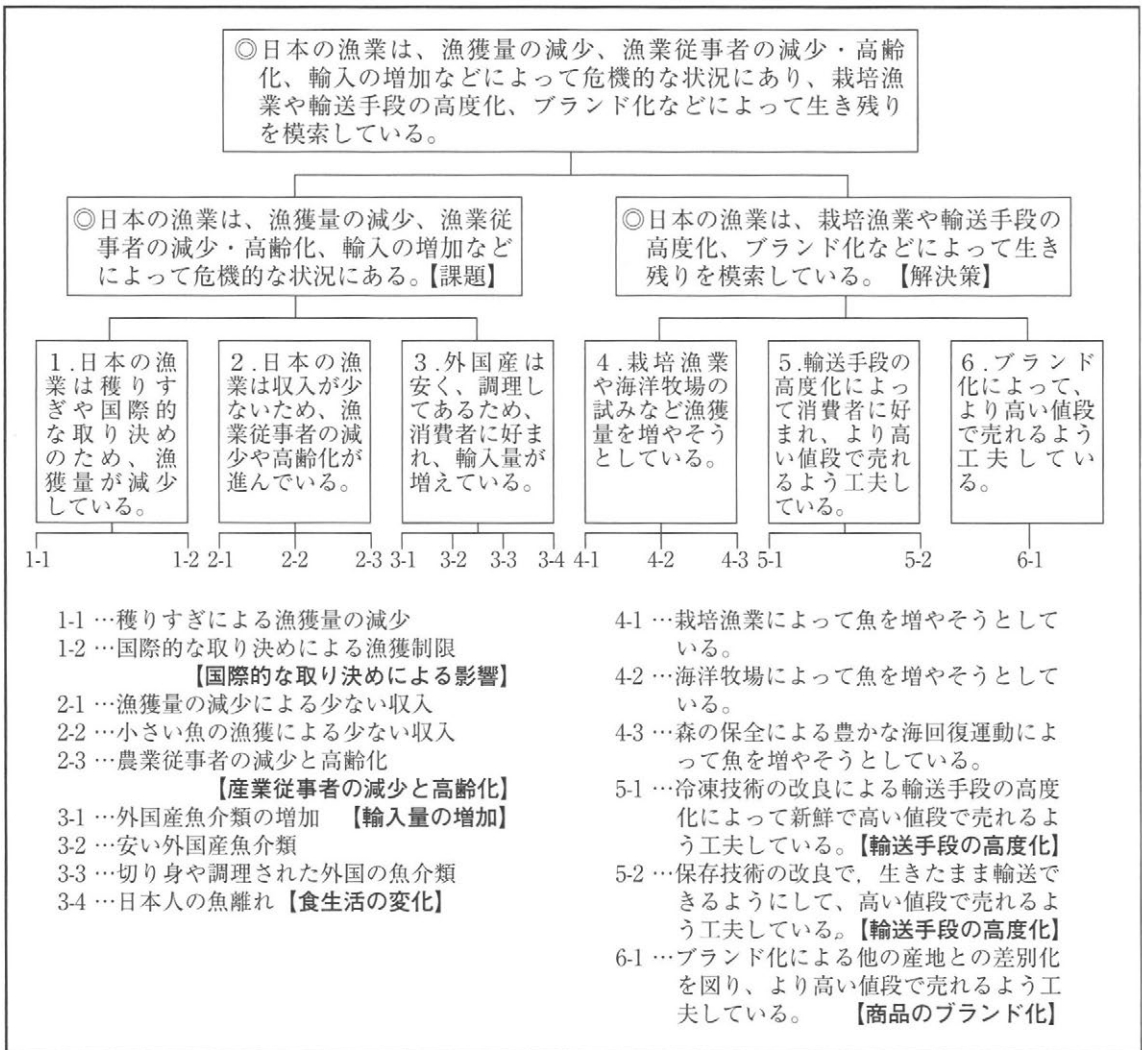 ◎日本の漁業は、漁獲量の減少、漁業従事者の減少・高齢
化、輸入の増加などによって危機的な状況にあり、栽培漁
業や輸送手段の高度化、ブランド化などによって生き残り
を模索している。
◎日本の漁業は、漁獲量の減少、漁業従
事者の減少・高齢化、輸入の増加など
によって危機的な状況にある。【課題】
◎日本の漁業は、栽培漁業や輸送手段の
高度化、ブランド化などによって生き
残りを模索している。【解決策】
1.日本の漁
業は穫りす
ぎや国際的
な取り決め
のため、漁
獲量が減少
している。
2.日本の漁
業は収入が少
ないため、漁
業従事者の減
少や高齢化が
進んでいる。
3.外国産は
安く、調理し
てあるため、
消費者に好ま
れ、輸入量が
増えている。
4.栽培漁業
や海洋牧場の
試みなど漁獲
量を増やそう
としている。
5.輸送手段の
高度化によっ
て消費者に好
まれ、より高
い値段で売れ
るよう工夫し
ている。
6.ブランド
化によって、
より高い値段
で売れるよう
工夫してい
る。
1-1 1-2 2-1 2-2 2-3 3-1 3-2 3-3 3-4 4-1 4-2 4-3 5-1 5-2 6-1
1-1…穫りすぎによる漁獲量の減少
1-2…国際的な取り決めによる漁獲制限
【国際的な取り決めによる影響】
2-1…漁獲量の減少による少ない収入
2-2…小さい魚の漁獲による少ない収入
2-3…農業従事者の減少と高齢化
【産業従事者の減少と高齢化】
3-1…外国産魚介類の増加 【輸入量の増加】
3-2…安い外国産魚介類
3-3…切り身や調理された外国の魚介類
3-4…日本人の魚離れ【食生活の変化】
4-1…栽培漁業によって魚を増やそうとして
いる。
4-2…海洋牧場によって魚を増やそうとして
いる。
4-3…森の保全による豊かな海回復運動によ
って魚を増やそうとしている。
5-1…冷凍技術の改良による輸送手段の高度
化によって新鮮で高い値段で売れるよ
う工夫している。【輸送手段の高度化】
5-2…保存技術の改良で，生きたまま輸送で
きるようにして、高い値段で売れるよ
う工夫している。【輸送手段の高度化】
6-1…ブランド化による他の産地との差別化
を図り、より高い値段で売れるよう工
夫している。 【商品のブランド化】